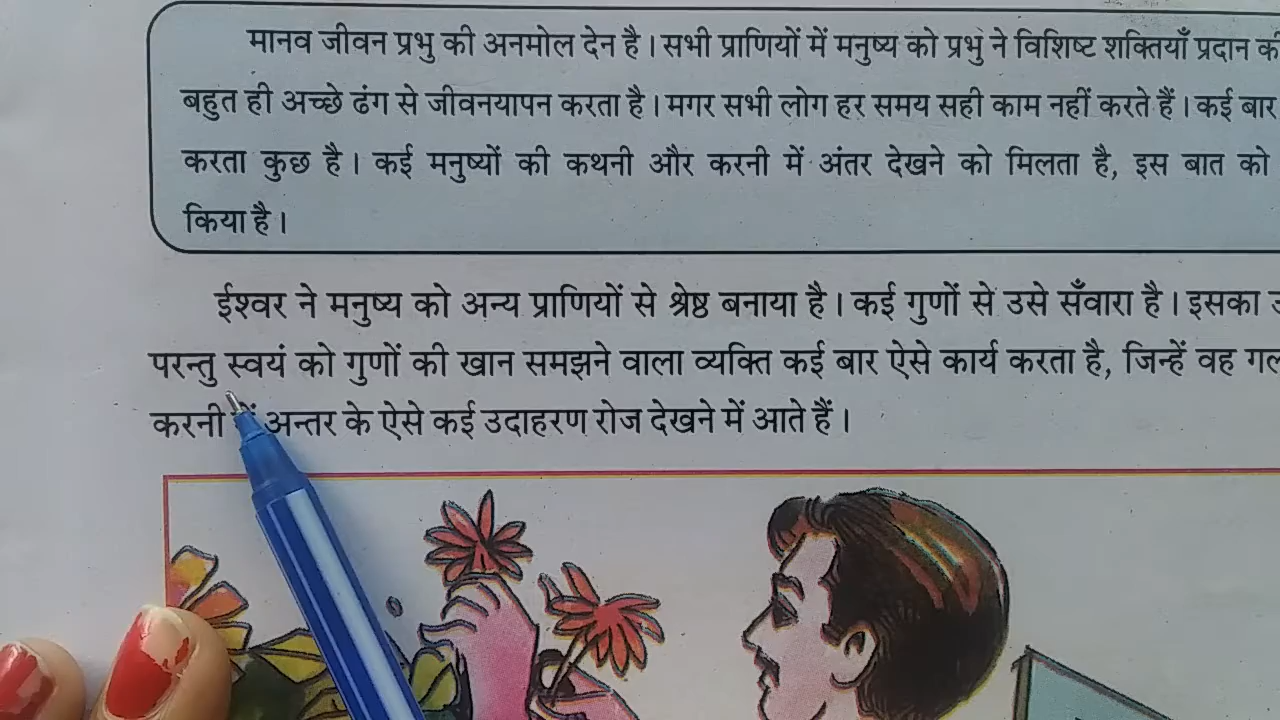 मानव जीवन प्रभु की अनमोल देन है। सभी प्राणियों में मनुष्य को प्रभु ने विशिष्ट शक्तियाँ प्रदान की
बहुत ही अच्छे ढंग से जीवनयापन करता है। मगर सभी लोग हर समय सही काम नहीं करते हैं। कई बार
करता कुछ है। कई मनुष्यों की कथनी और करनी में अंतर देखने को मिलता है, इस बात को
किया है।
ईश्वर ने मनुष्य को अन्य प्राणियों से श्रेष्ठ बनाया है। कई गुणों से उसे सँवारा है। इसका
परन्तु स्वयं को गुणों की खान समझने वाला व्यक्ति कई बार ऐसे कार्य करता है, जिन्हें वह
करनी में अन्तर के ऐसे कई उदाहरण रोज देखने में आते हैं।